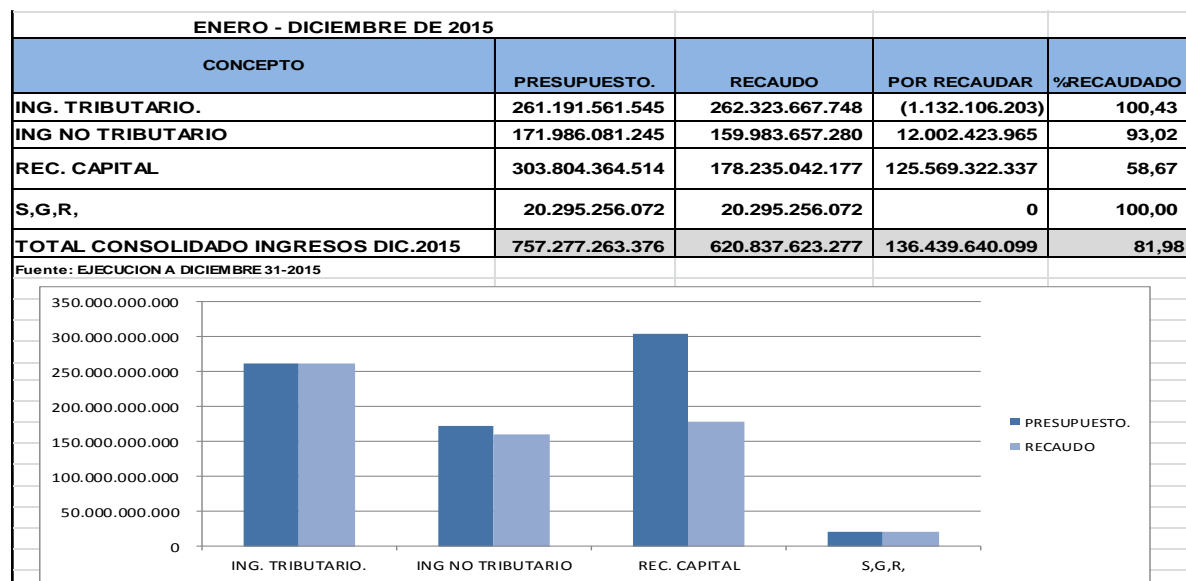 ENERO - DICIEMBRE DE 2015
CONCEPTO PRESUPUESTO. RECAUDO POR RECAUDAR %RECAUDADO
ING. TRIBUTARIO. 261.191.561.545 262.323.667.748 (1.132.106.203) 100,43
ING NO TRIBUTARIO 171.986.081.245 159.983.657.280 12.002.423.965 93,02
REC. CAPITAL 303.804.364.514 178.235.042.177 125.569.322.337 58,67
S,G,R, 20.295.256.072 20.295.256.072 0 100,00
TOTAL CONSOLIDADO INGRESOS DIC.2015 757.277.263.376 620.837.623.277 136.439.640.099 81,98
Fuente: EJECUCION A DICIEMBRE 31-2015
350.000.000.000
300.000.000.000
250.000.000.000
200.000.000.000
150.000.000.000
100.000.000.000
50.000.000.000
0
ING. TRIBUTARIO. ING NO TRIBUTARIO REC. CAPITAL S,G,R,
PRESUPUESTO.
RECAUDO